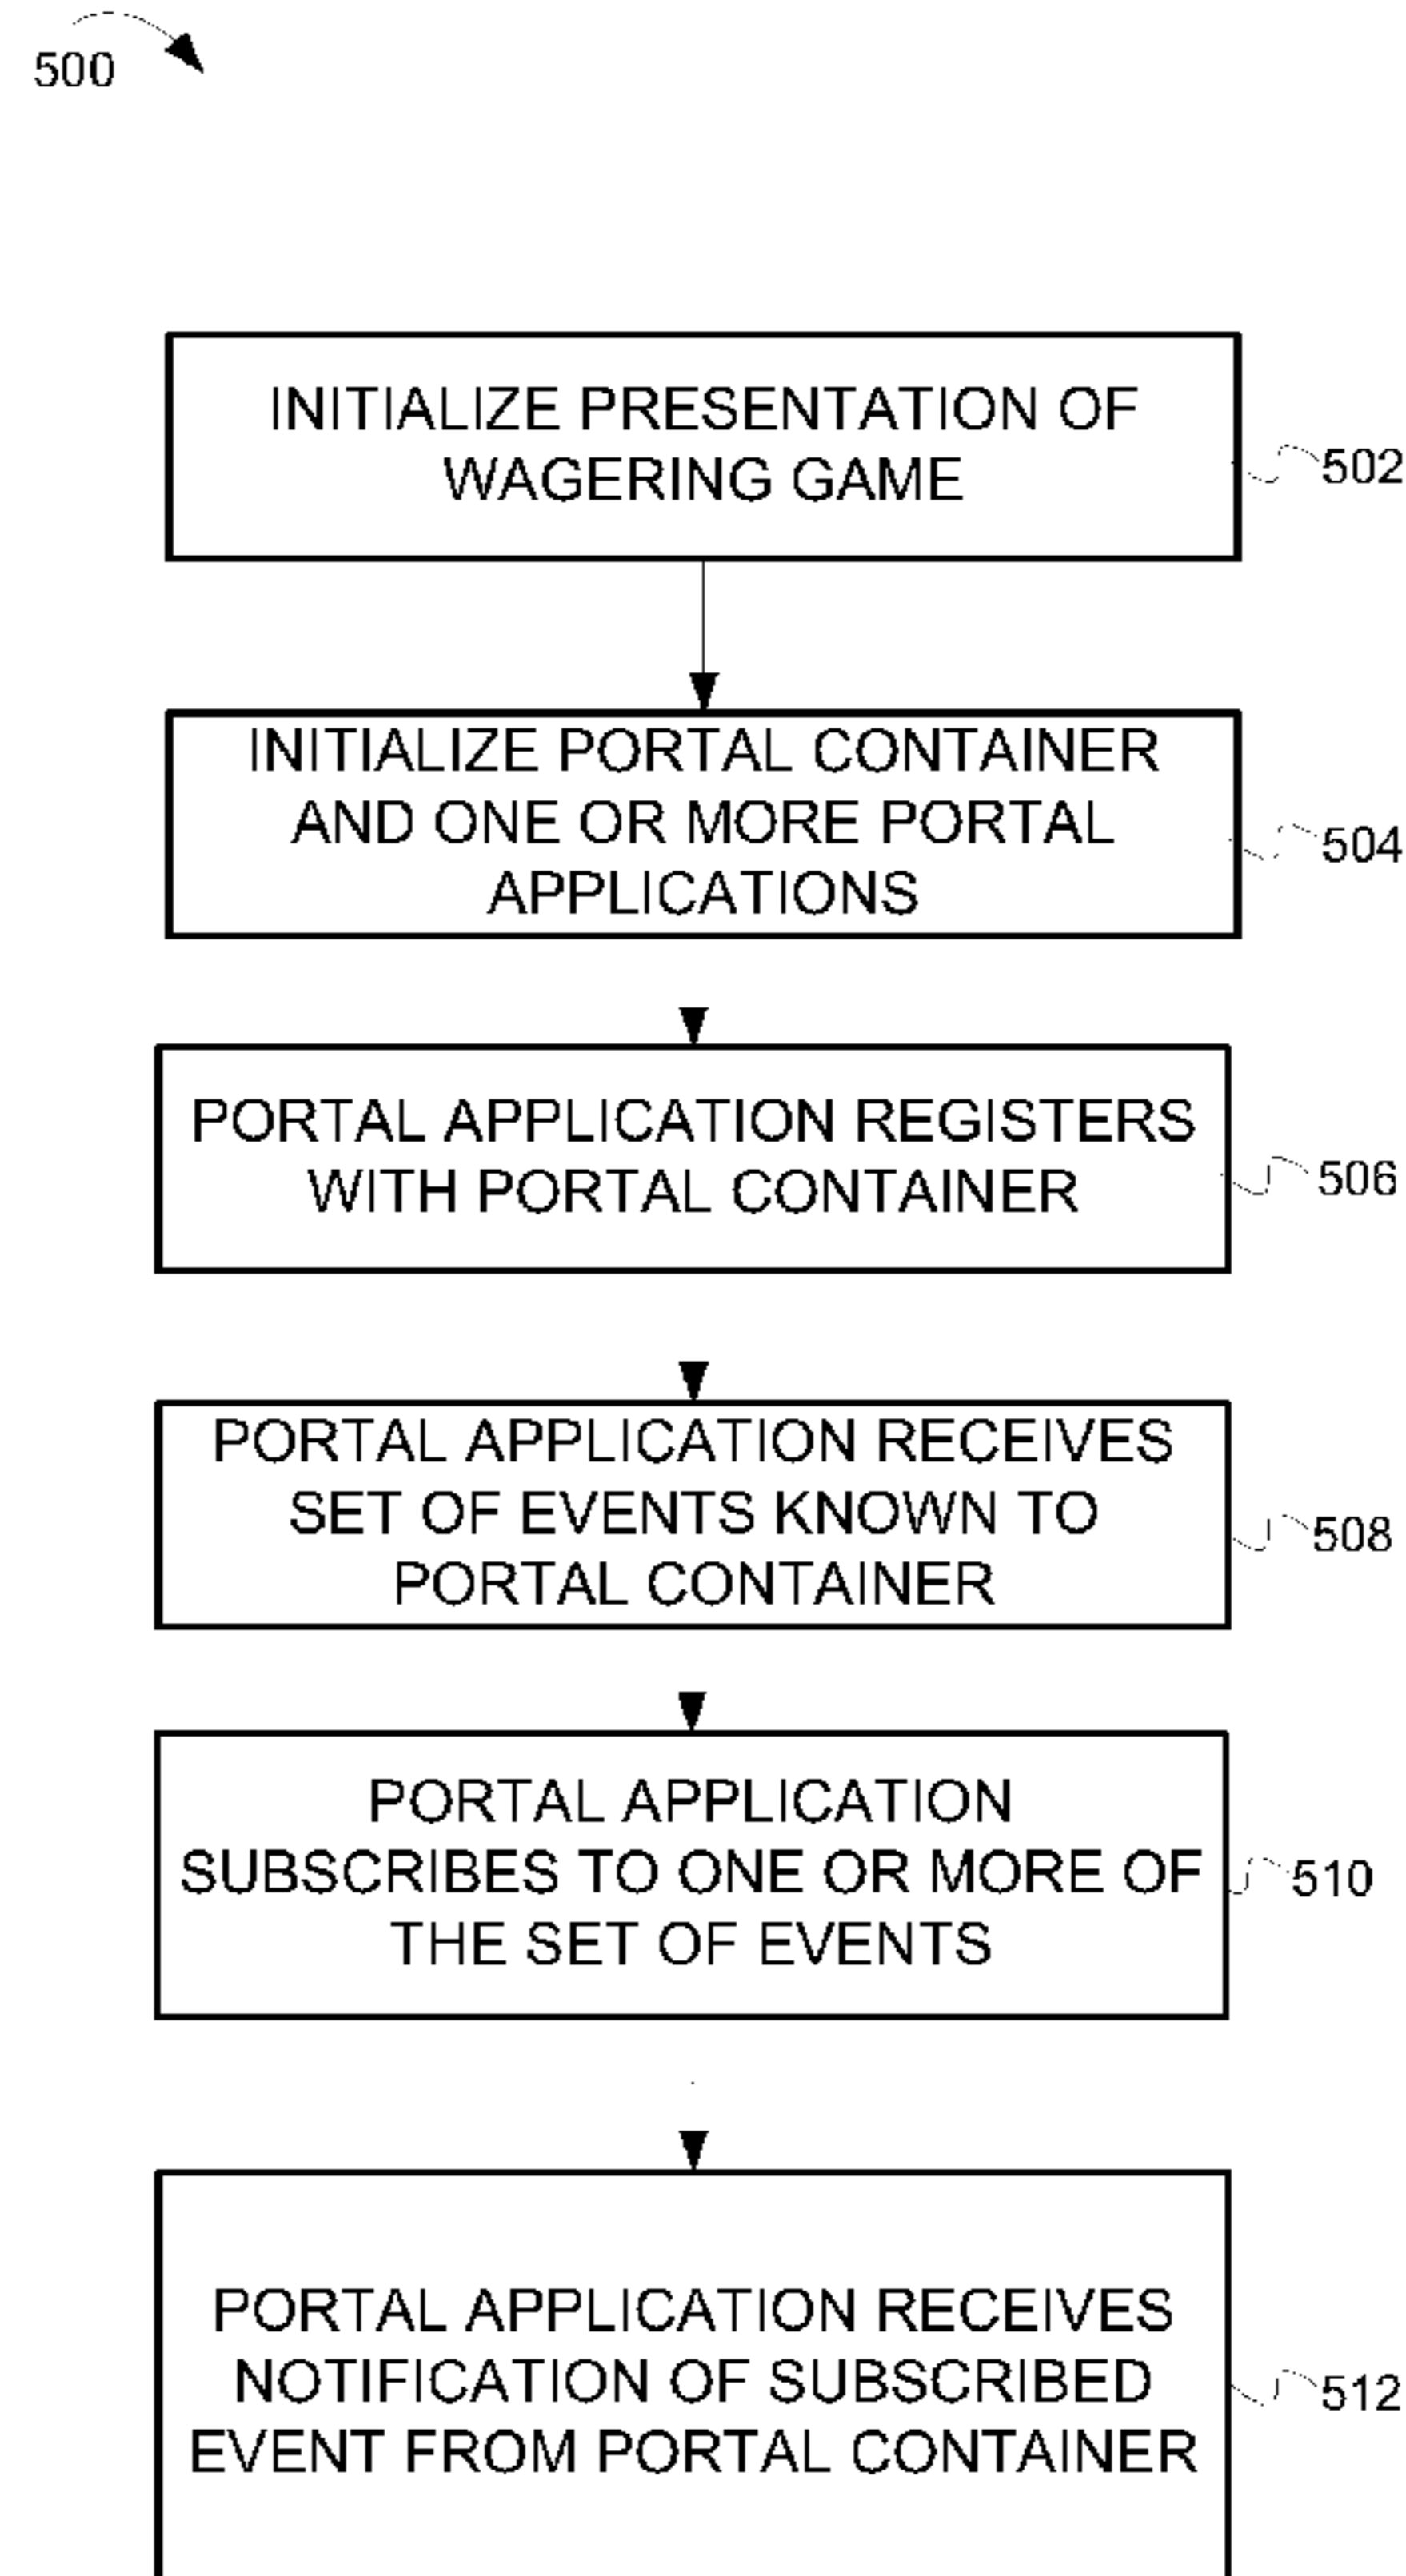 500
INITIALIZE PRESENTATION OF
WAGERING GAME
502
INITIALIZE PORTAL CONTAINER
AND ONE OR MORE PORTAL
APPLICATIONS
504
PORTAL APPLICATION REGISTERS
WITH PORTAL CONTAINER
506
PORTAL APPLICATION RECEIVES
SET OF EVENTS KNOWN TO
PORTAL CONTAINER
508
PORTAL APPLICATION
SUBSCRIBES TO ONE OR MORE OF
THE SET OF EVENTS
510
PORTAL APPLICATION RECEIVES
NOTIFICATION OF SUBSCRIBED
EVENT FROM PORTAL CONTAINER
512